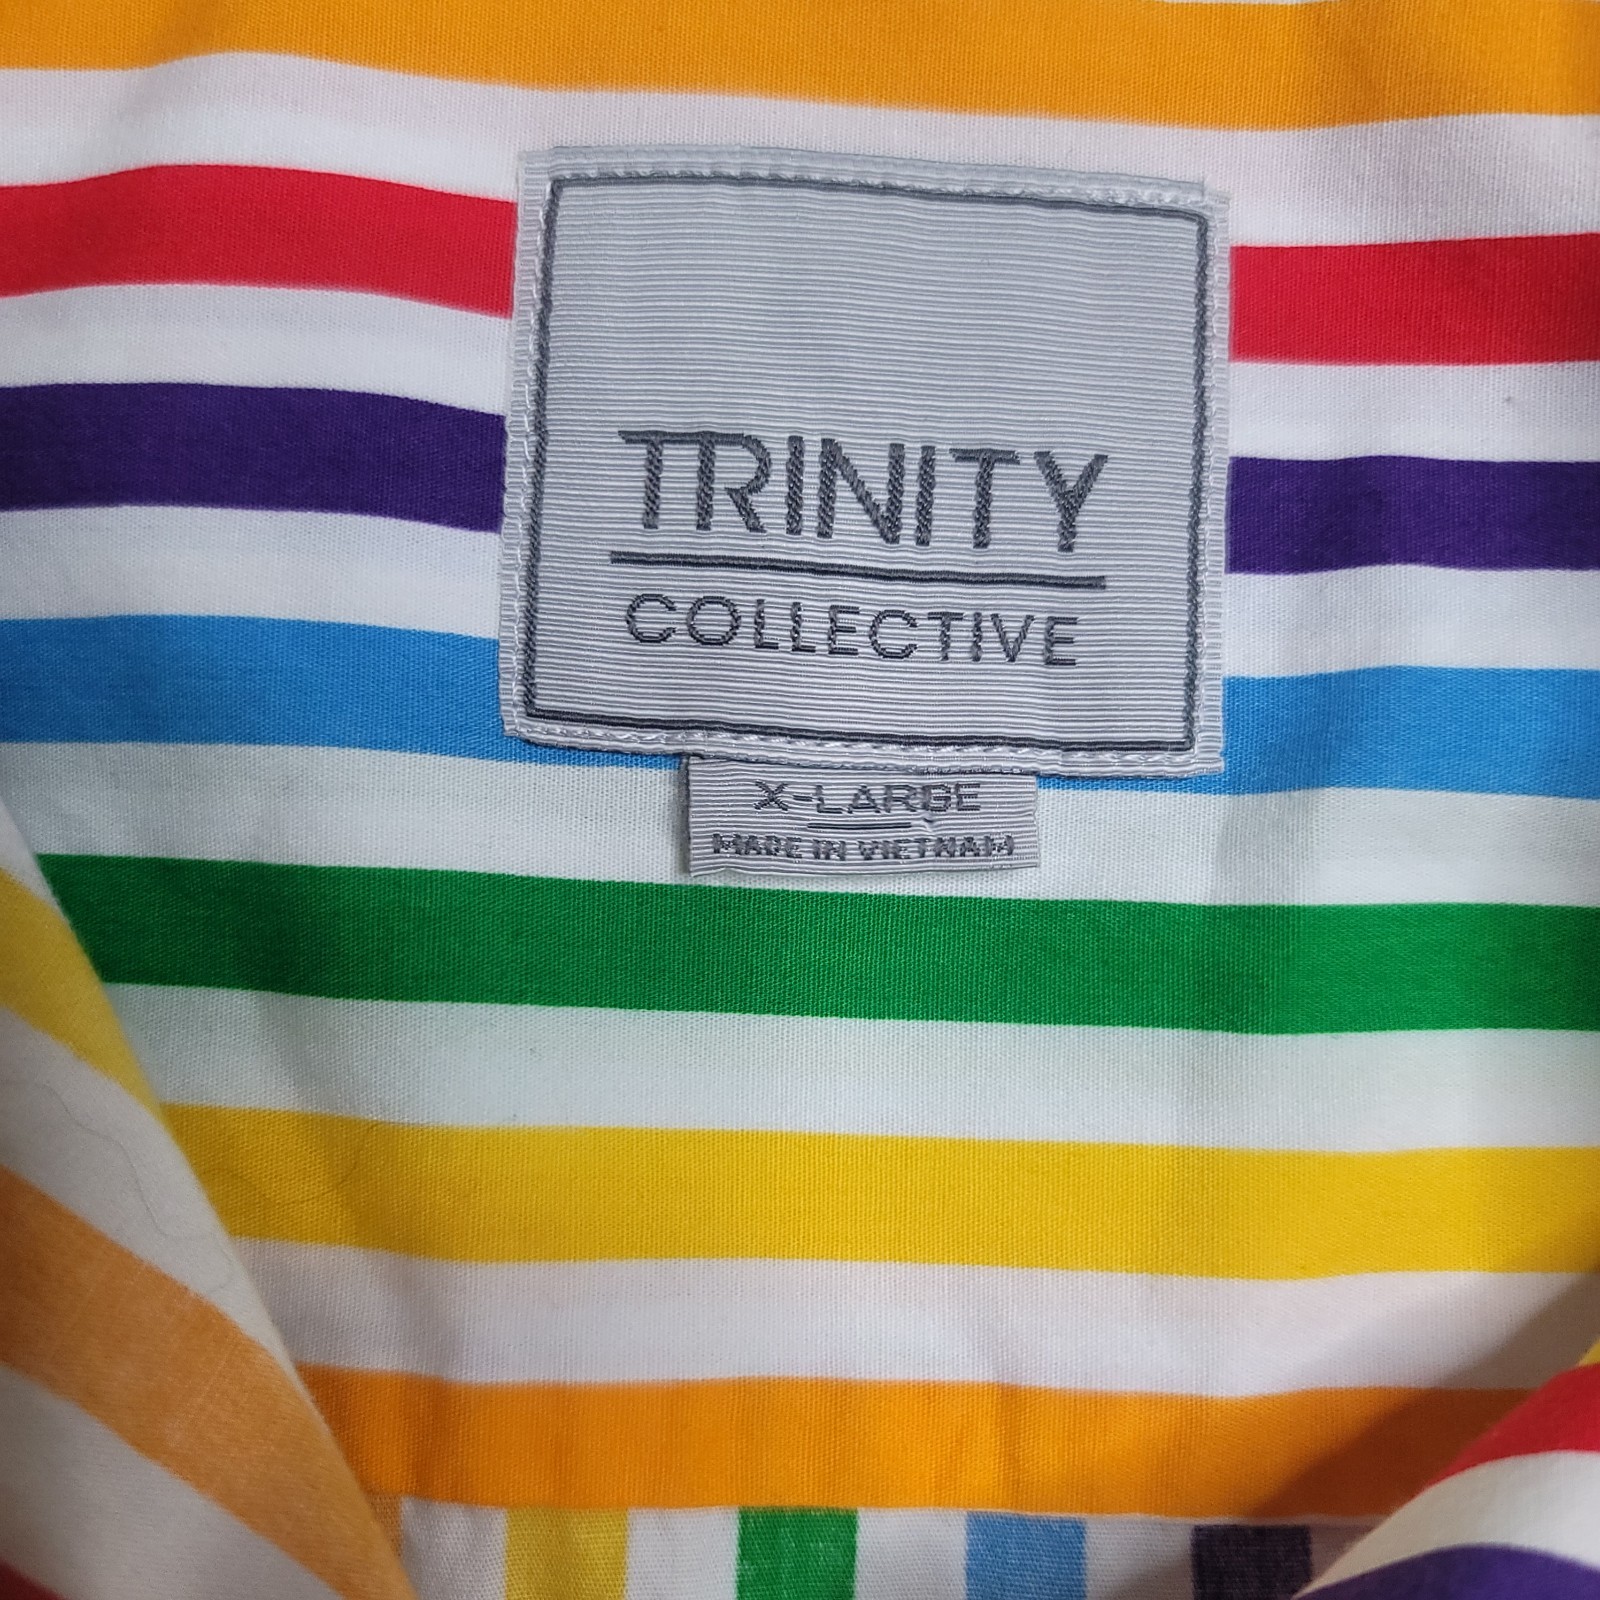 TRINITY
COLLECTIVE
X-LARGE
MADE IN VIETNAM